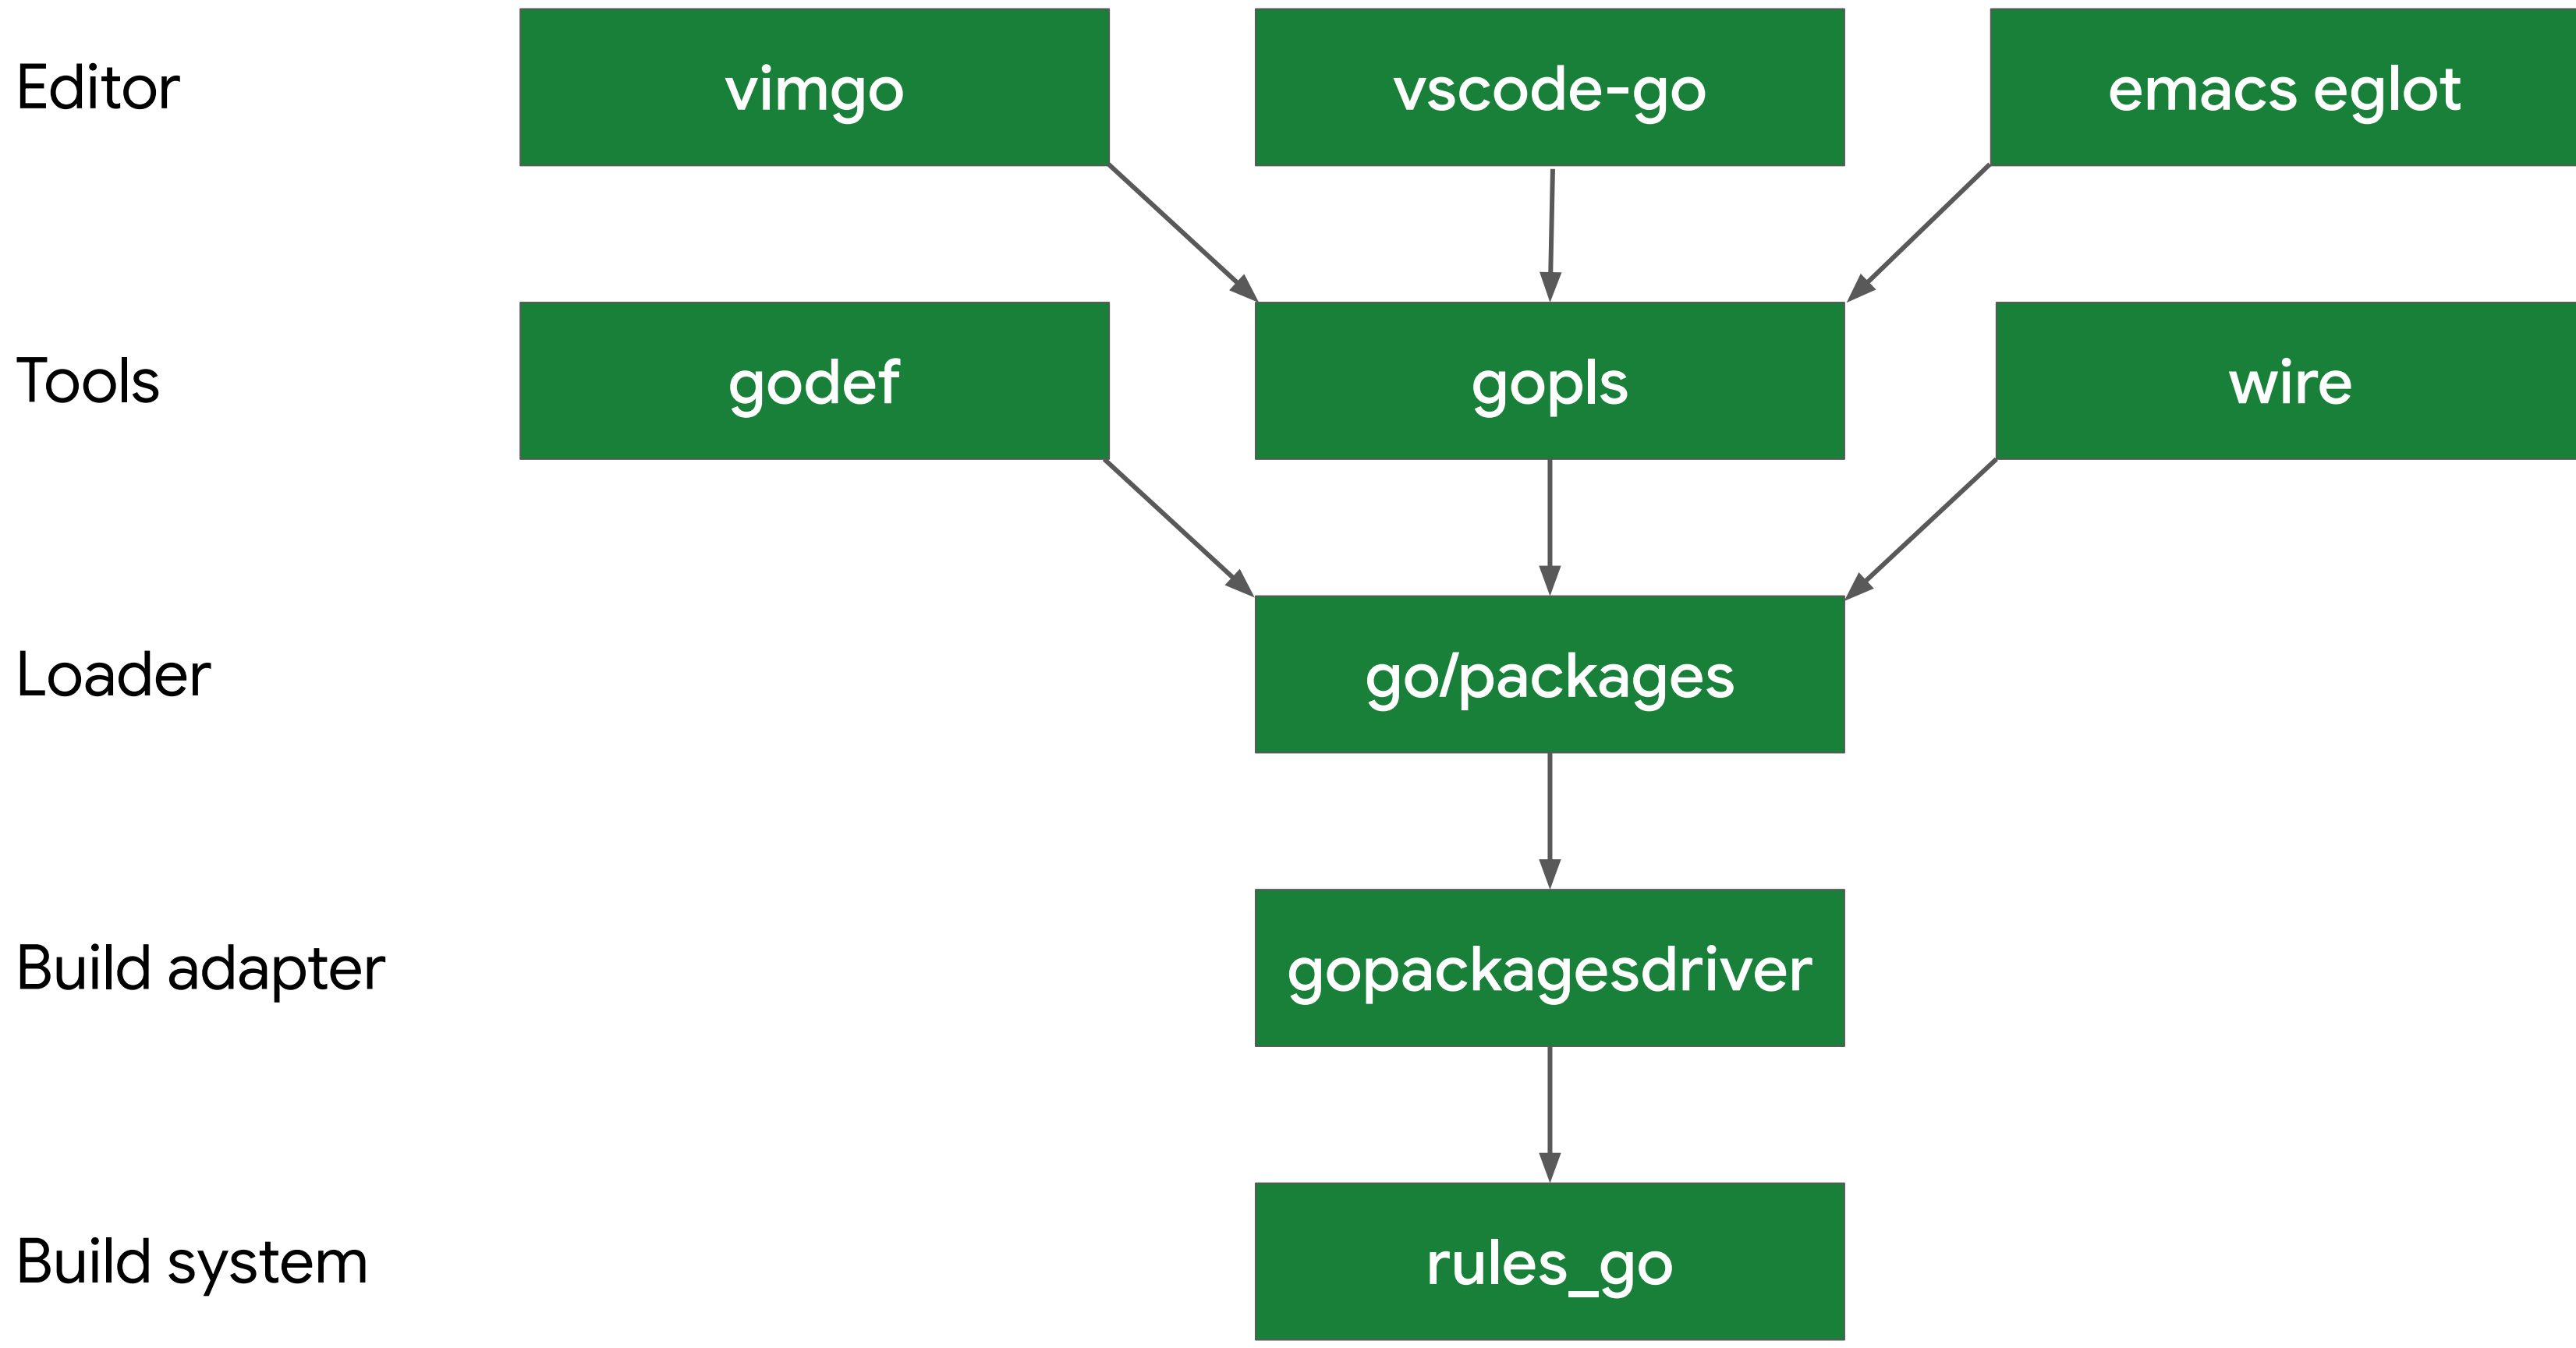 Editor
vimgo
vscode-go
emacs eglot
Tools
godef
gopls
wire
Loader
go/packages
Build adapter
gopackagesdriver
Build system
rules_go